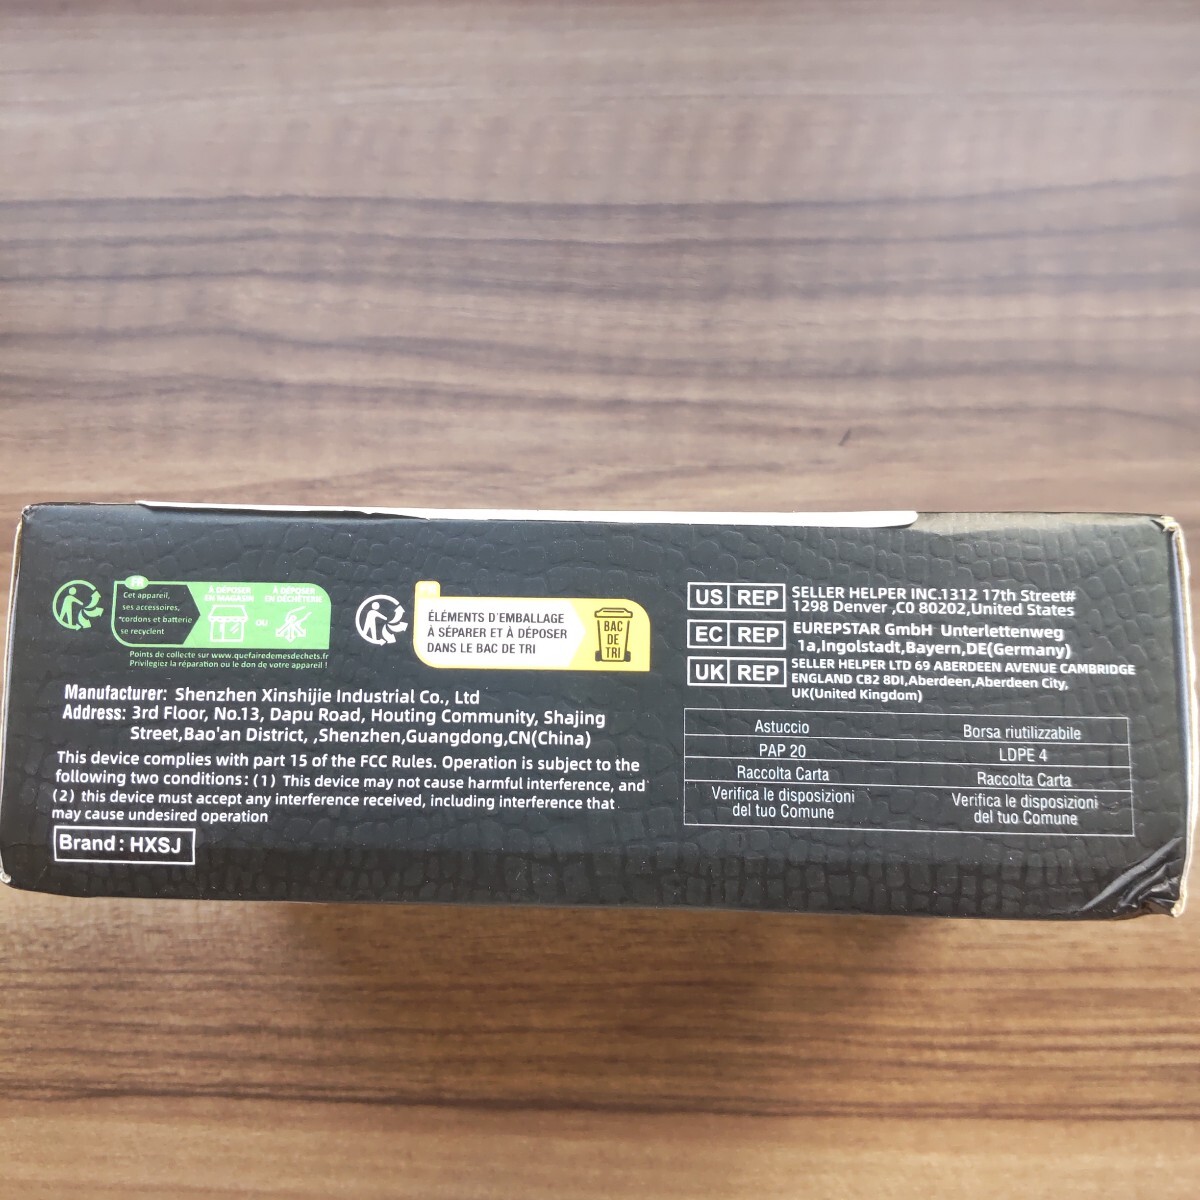 FR
Cet appareil,
ses accessoires,
*cordons et batterie
se recyclent
À DÉPOSER
EN MAGASIN
OU
À DÉPOSER
EN DÉCHÈTERIE
Points de collecte sur www.quefairedemesdechets.fr
Privilegiez la réparation ou le don de votre appareil !
ÉLÉMENTS D'EMBALLAGE
À SÉPARER ET À DÉPOSER
DANS LE BAC DE TRI
BAC
DE
TRI
Manufacturer: Shenzhen Xinshijie Industrial Co., Ltd
Address: 3rd Floor, No.13, Dapu Road, Houting Community, Shajing
Street,Bao'an District, ,Shenzhen,Guangdong,CN(China)
This device complies with part 15 of the FCC Rules. Operation is subject to the
following two conditions: (1) This device may not cause harmful interference, and
(2) this device must accept any interference received, including interference that
may cause undesired operation
Brand : HXSJ
US REP
SELLER HELPER INC.1312 17th Street#
1298 Denver ,CO 80202,United States
EC REP
EUREPSTAR GmbH Unterlettenweg
1a,Ingolstadt,Bayern,DE(Germany)
UK REP
SELLER HELPER LTD 69 ABERDEEN AVENUE CAMBRIDGE
ENGLAND CB2 8DI,Aberdeen,Aberdeen City,
UK(United Kingdom)
Astuccio Borsa riutilizzabile
PAP 20 LDPE 4
Raccolta Carta Raccolta Carta
Verifica le disposizioni Verifica le disposizioni
del tuo Comune del tuo Comune